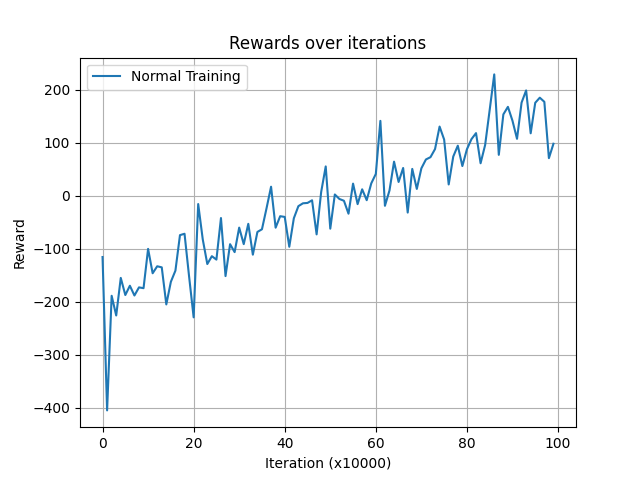 Rewards over iterations
Normal Training
200
100
0
−100
−200
−300
−400
Reward
0 20 40 60 80 100
Iteration (x10000)